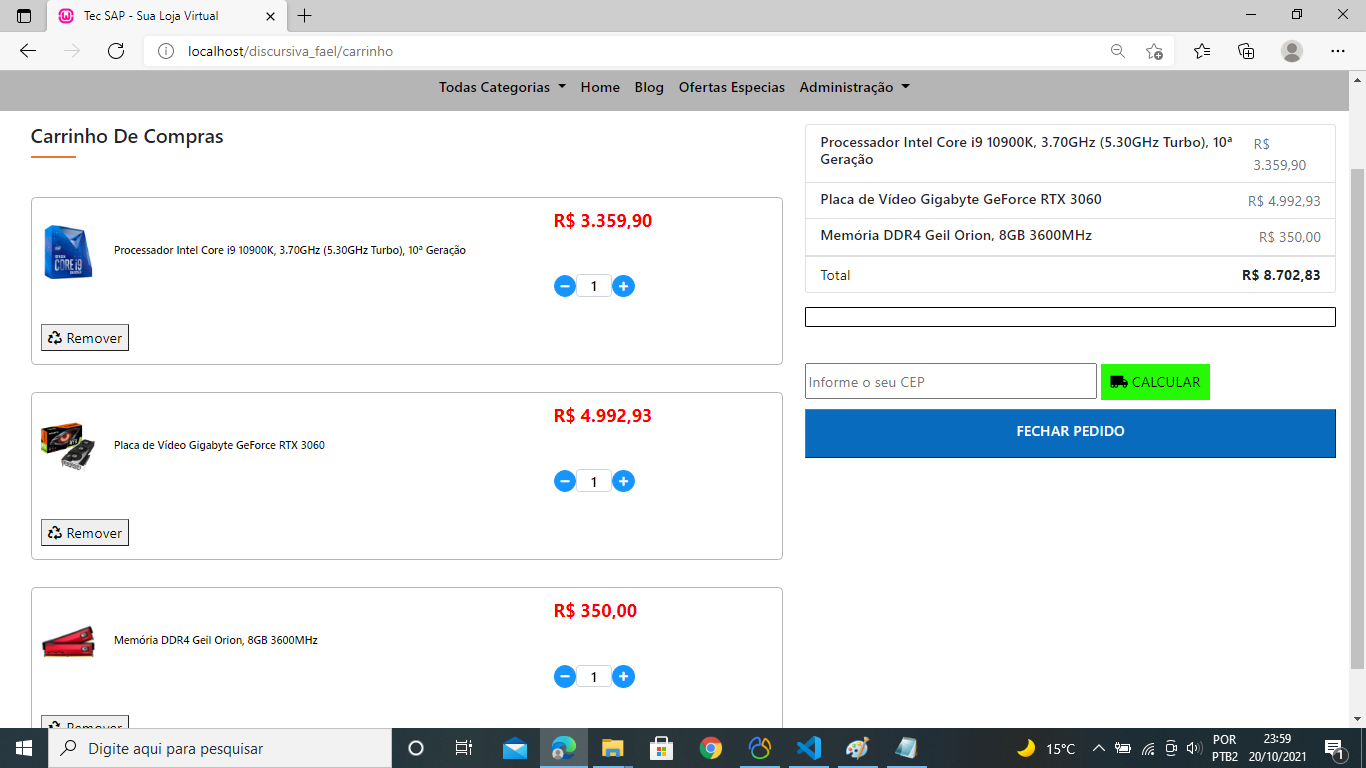 Tec SAP - Sua Loja Virtual
localhost/discursiva_fael/carrinho
Todas Categorias Home Blog Ofertas Especias Administração
Carrinho De Compras
R$ 3.359,90
Processador Intel Core i9 10900K, 3.70GHz (5.30GHz Turbo), 10ª Geração
1
Remover
R$ 4.992,93
Placa de Vídeo Gigabyte GeForce RTX 3060
1
Remover
R$ 350,00
Memória DDR4 Geil Orion, 8GB 3600MHz
1
Remover
Processador Intel Core i9 10900K, 3.70GHz (5.30GHz Turbo), 10ª
Geração
R$
3.359,90
Placa de Vídeo Gigabyte GeForce RTX 3060 R$ 4.992,93
Memória DDR4 Geil Orion, 8GB 3600MHz R$ 350,00
Total R$ 8.702,83
Informe o seu CEP CALCULAR
FECHAR PEDIDO
Digite aqui para pesquisar
15°C
POR
PTB2
23:59
20/10/2021
1